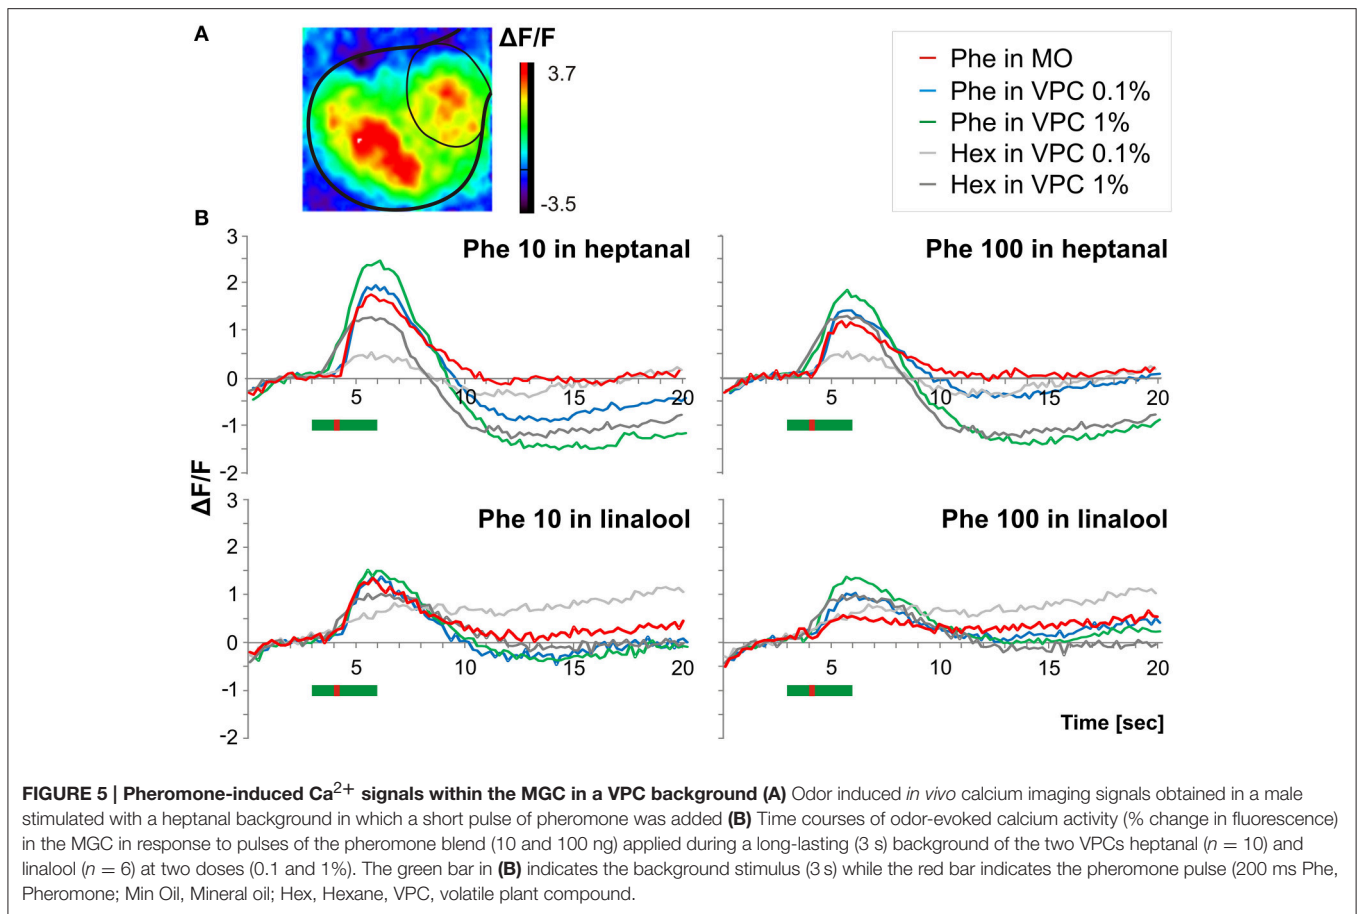 A
ΔF/F
3.7
-3.5
Phe in MO
Phe in VPC 0.1%
Phe in VPC 1%
Hex in VPC 0.1%
Hex in VPC 1%
B
Phe 10 in heptanal
3
2
1
0
-1
-2
5
10
15
20
Phe 100 in heptanal
5
10
15
20
ΔF/F
Phe 10 in linalool
3
2
1
0
-1
-2
5
10
15
20
Phe 100 in linalool
5
10
15
20
Time [sec]
FIGURE 5 | Pheromone-induced Ca2+ signals within the MGC in a VPC background (A) Odor induced in vivo calcium imaging signals obtained in a male
stimulated with a heptanal background in which a short pulse of pheromone was added (B) Time courses of odor-evoked calcium activity (% change in fluorescence)
in the MGC in response to pulses of the pheromone blend (10 and 100 ng) applied during a long-lasting (3 s) background of the two VPCs heptanal (n = 10) and
linalool (n = 6) at two doses (0.1 and 1%). The green bar in (B) indicates the background stimulus (3 s) while the red bar indicates the pheromone pulse (200 ms Phe,
Pheromone; Min Oil, Mineral oil; Hex, Hexane, VPC, volatile plant compound.